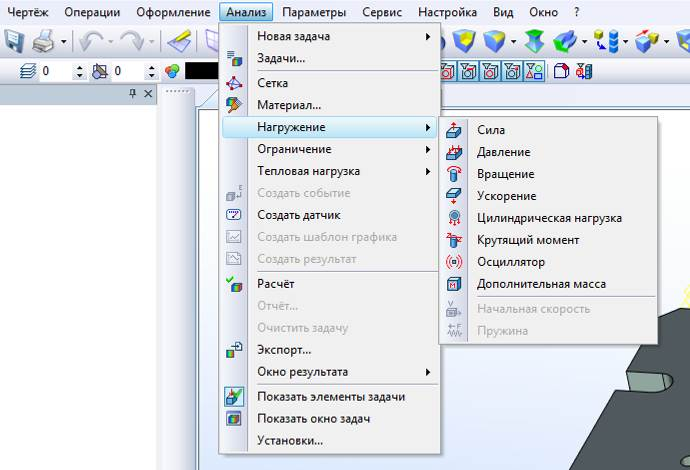 Чертёж Операции Оформление Анализ Параметры Сервис Настройка Вид Окно ?
0 0
Новая задача
Задачи...
Сетка
Материал...
Нагружение
Ограничение
Тепловая нагрузка
Создать событие
Создать датчик
Создать шаблон графика
Создать результат
Расчёт
Отчёт...
Очистить задачу
Экспорт...
Окно результата
Показать элементы задачи
Показать окно задач
Установки...
Сила
Давление
Вращение
Ускорение
Цилиндрическая нагрузка
Крутящий момент
Осциллятор
Дополнительная масса
Начальная скорость
Пружина